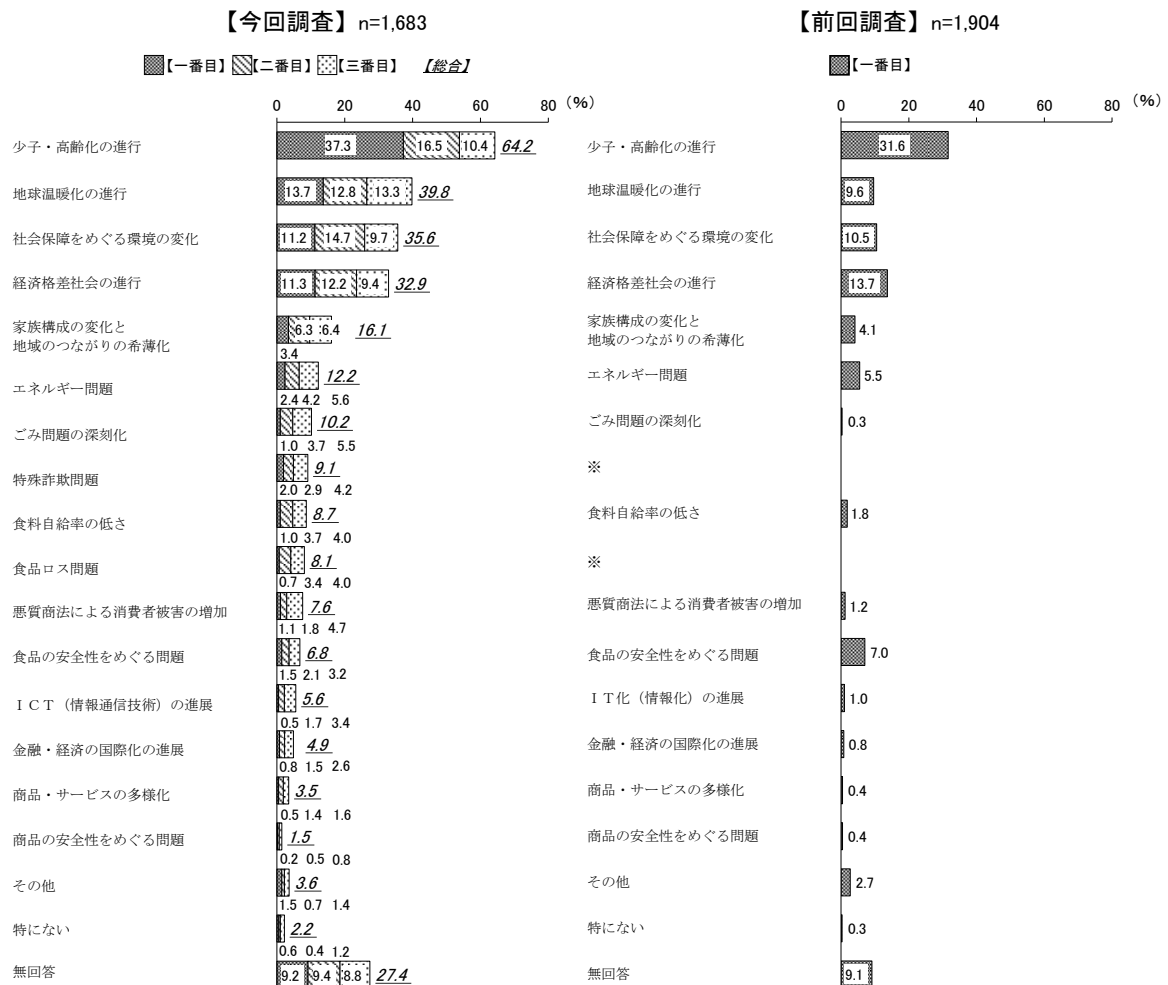 【今回調査】 n=1,683
【一番目】 【二番目】 【三番目】 【総合】
0 20 40 60 80 (%)
少子・高齢化の進行 37.3 16.5 10.4 64.2
地球温暖化の進行 13.7 12.8 13.3 39.8
社会保障をめぐる環境の変化 11.2 14.7 9.7 35.6
経済格差社会の進行 11.3 12.2 9.4 32.9
家族構成の変化と
地域のつながりの希薄化 3.4 6.3 6.4 16.1
エネルギー問題 2.4 4.2 5.6 12.2
ごみ問題の深刻化 1.0 3.7 5.5 10.2
特殊詐欺問題 2.0 2.9 4.2 9.1
食料自給率の低さ 1.0 3.7 4.0 8.7
食品ロス問題 0.7 3.4 4.0 8.1
悪質商法による消費者被害の増加 1.1 1.8 4.7 7.6
食品の安全性をめぐる問題 1.5 2.1 3.2 6.8
ICT(情報通信技術)の進展 0.5 1.7 3.4 5.6
金融・経済の国際化の進展 0.8 1.5 2.6 4.9
商品・サービスの多様化 0.5 1.4 1.6 3.5
商品の安全性をめぐる問題 0.2 0.5 0.8 1.5
その他 1.5 0.7 1.4 3.6
特にない 0.6 0.4 1.2 2.2
無回答 9.2 9.4 8.8 27.4
【前回調査】 n=1,904
【一番目】
0 20 40 60 80 (%)
少子・高齢化の進行 31.6
地球温暖化の進行 9.6
社会保障をめぐる環境の変化 10.5
経済格差社会の進行 13.7
家族構成の変化と
地域のつながりの希薄化 4.1
エネルギー問題 5.5
ごみ問題の深刻化 0.3
※
食料自給率の低さ 1.8
※
悪質商法による消費者被害の増加 1.2
食品の安全性をめぐる問題 7.0
IT化(情報化)の進展 1.0
金融・経済の国際化の進展 0.8
商品・サービスの多様化 0.4
商品の安全性をめぐる問題 0.4
その他 2.7
特にない 0.3
無回答 9.1